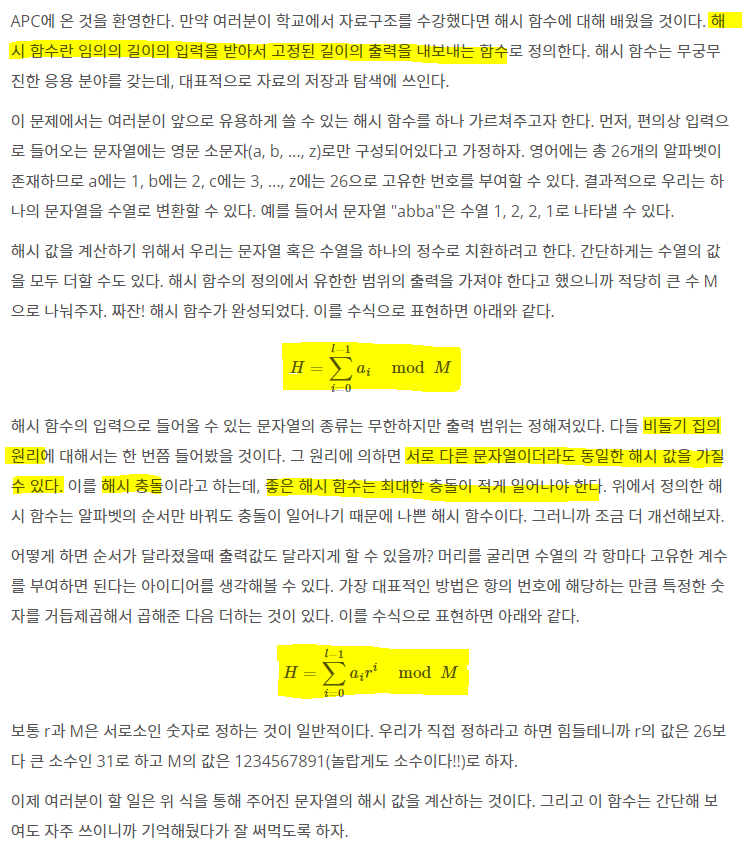 APC에 온 것을 환영한다. 만약 여러분이 학교에서 자료구조를 수강했다면 해시 함수에 대해 배웠을 것이다. 해
시 함수란 임의의 길이의 입력을 받아서 고정된 길이의 출력을 내보내는 함수로 정의한다. 해시 함수는 무궁무
진한 응용 분야를 갖는데, 대표적으로 자료의 저장과 탐색에 쓰인다.
이 문제에서는 여러분이 앞으로 유용하게 쓸 수 있는 해시 함수를 하나 가르쳐주고자 한다. 먼저, 편의상 입력으
로 들어오는 문자열에는 영문 소문자(a, b, ..., z)로만 구성되어있다고 가정하자. 영어에는 총 26개의 알파벳이
존재하므로 a에는 1, b에는 2, c에는 3, ..., z에는 26으로 고유한 번호를 부여할 수 있다. 결과적으로 우리는 하
나의 문자열을 수열로 변환할 수 있다. 예를 들어서 문자열 "abba"은 수열 1, 2, 2, 1로 나타낼 수 있다.
해시 값을 계산하기 위해서 우리는 문자열 혹은 수열을 하나의 정수로 치환하려고 한다. 간단하게는 수열의 값
을 모두 더할 수도 있다. 해시 함수의 정의에서 유한한 범위의 출력을 가져야 한다고 했으니까 적당히 큰 수 M
으로 나눠주자. 짜잔! 해시 함수가 완성되었다. 이를 수식으로 표현하면 아래와 같다.
H = ∑_{i=0}^{l−1} a_i mod M
해시 함수의 입력으로 들어올 수 있는 문자열의 종류는 무한하지만 출력 범위는 정해져있다. 다들 비둘기 집의
원리에 대해서는 한 번쯤 들어봤을 것이다. 그 원리에 의하면 서로 다른 문자열이더라도 동일한 해시 값을 가질
수 있다. 이를 해시 충돌이라고 하는데, 좋은 해시 함수는 최대한 충돌이 적게 일어나야 한다. 위에서 정의한 해
시 함수는 알파벳의 순서만 바꿔도 충돌이 일어나기 때문에 나쁜 해시 함수이다. 그러니까 조금 더 개선해보자.
어떻게 하면 순서가 달라졌을때 출력값도 달라지게 할 수 있을까? 머리를 굴리면 수열의 각 항마다 고유한 계수
를 부여하면 된다는 아이디어를 생각해볼 수 있다. 가장 대표적인 방법은 항의 번호에 해당하는 만큼 특정한 숫
자를 거듭제곱해서 곱해준 다음 더하는 것이 있다. 이를 수식으로 표현하면 아래와 같다.
H = ∑_{i=0}^{l−1} a_i r^i mod M
보통 r과 M은 서로소인 숫자로 정하는 것이 일반적이다. 우리가 직접 정하라고 하면 힘들테니까 r의 값은 26보
다 큰 소수인 31로 하고 M의 값은 1234567891(놀랍게도 소수이다!!)로 하자.
이제 여러분이 할 일은 위 식을 통해 주어진 문자열의 해시 값을 계산하는 것이다. 그리고 이 함수는 간단해 보
여도 자주 쓰이니까 기억해뒀다가 잘 써먹도록 하자.